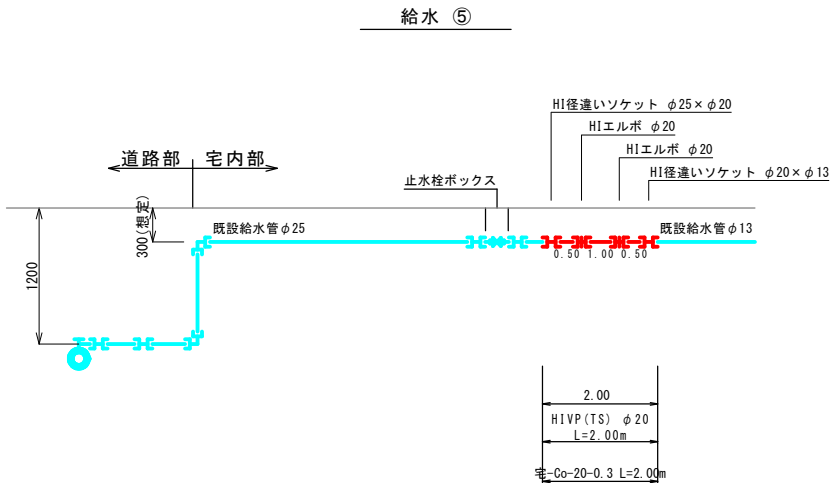 給水 ⑤
HI径違いソケット φ25×φ20
HIエルボ φ20
HIエルボ φ20
HI径違いソケット φ20×φ13
道路部 宅内部
止水栓ボックス
300(想定)
既設給水管φ25
既設給水管φ13
0.50 1.00 0.50
1200
2.00
HIVP(TS) φ20
L=2.00m
宅-Co-20-0.3 L=2.00m